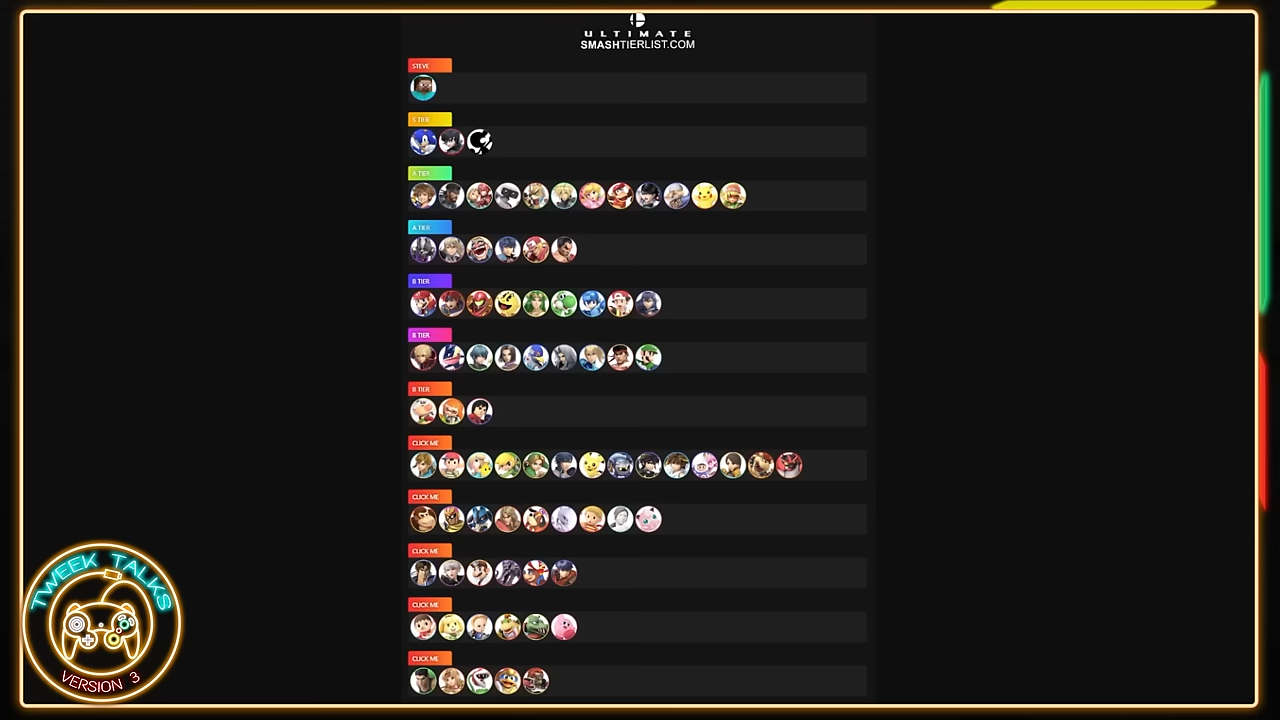 ULTIMATE
SMASHTIERLIST.COM
STEVE
S TIER
A TIER
A TIER
B TIER
B TIER
B TIER
CLICK ME
CLICK ME
CLICK ME
CLICK ME
CLICK ME
TWEEK TALKS
VERSION 3